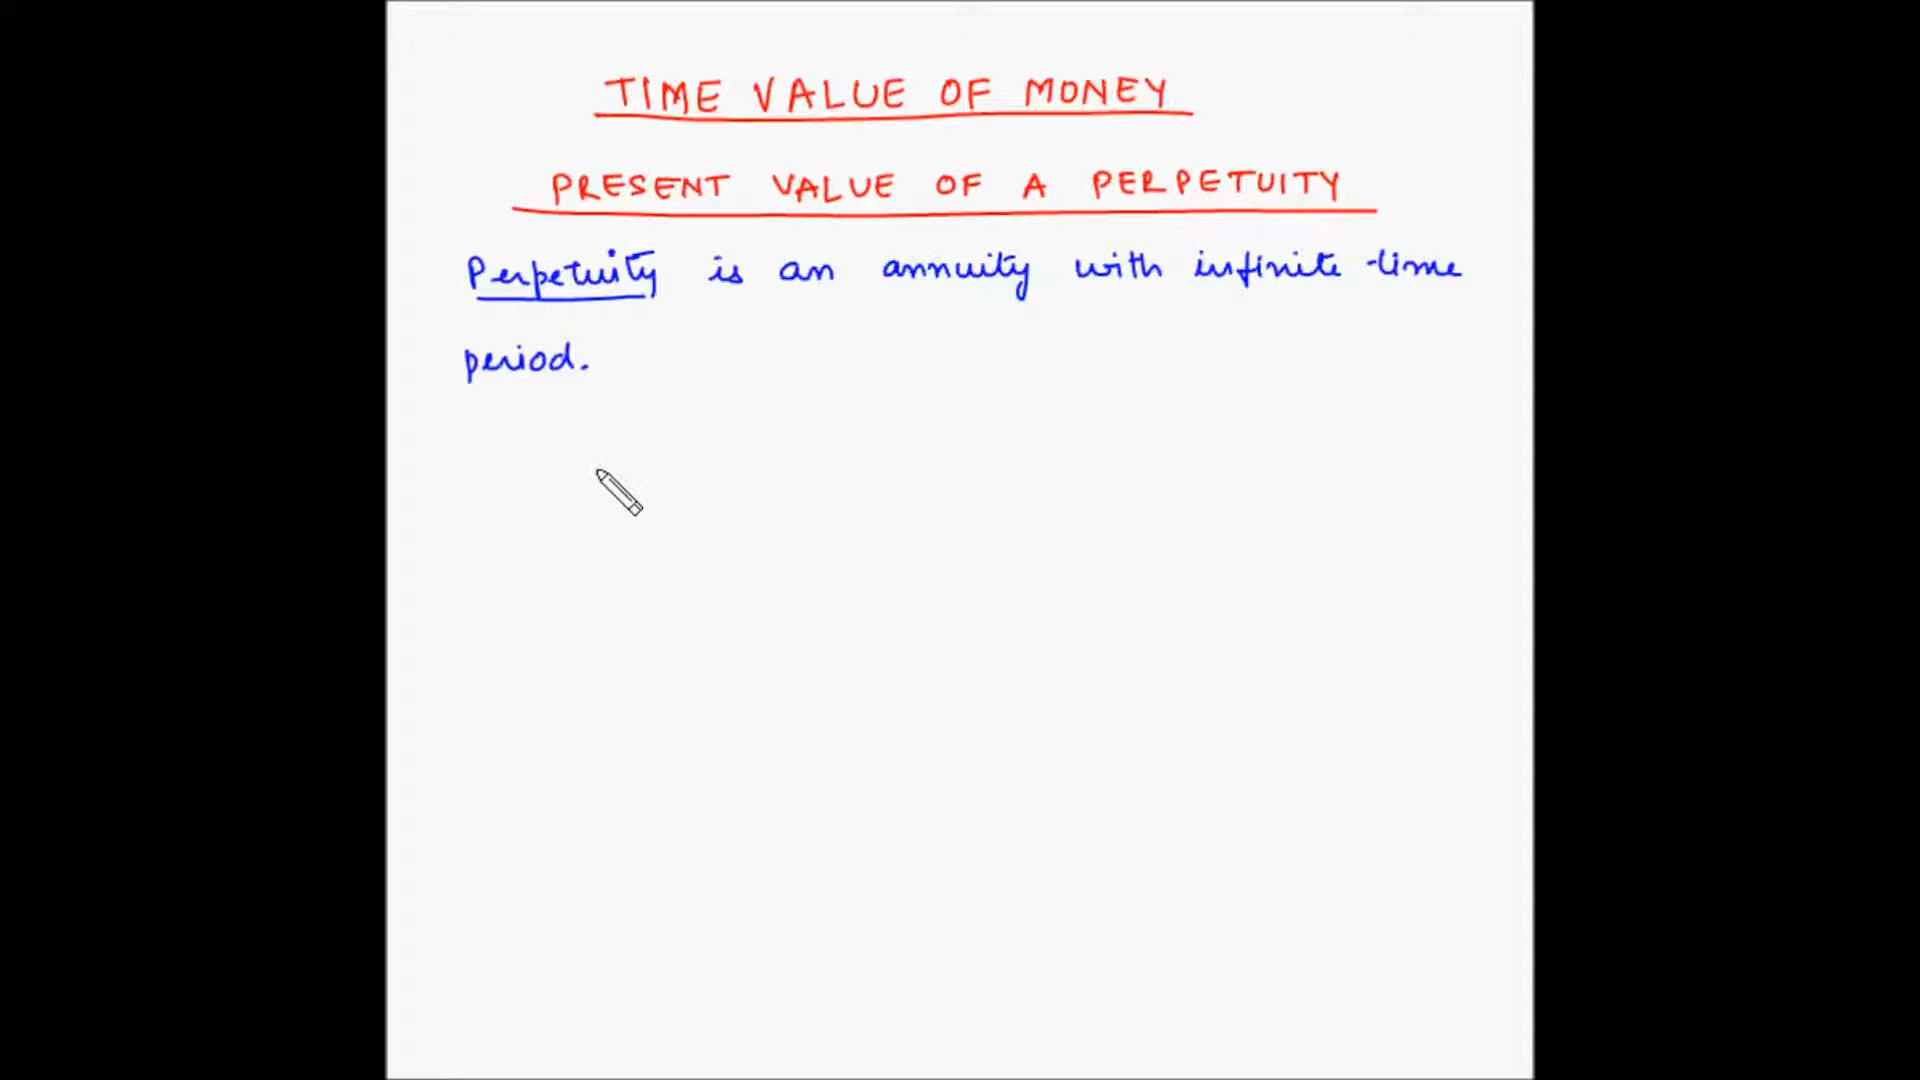 TIME VALUE OF MONEY
PRESENT VALUE OF A PERPETUITY
Perpetuity is an annuity with infinite time
period.